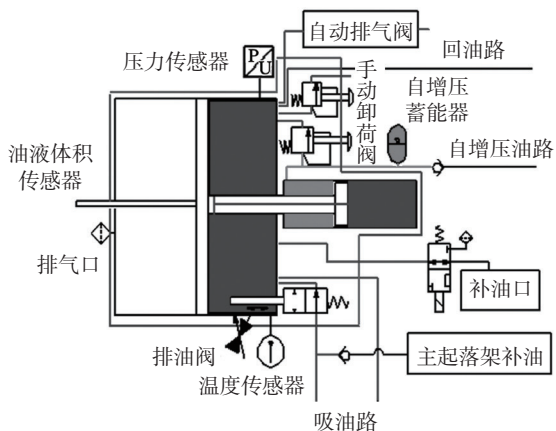 自动排气阀
压力传感器
P
U
回油路
手动卸荷阀
自增压
蓄能器
油液体积
传感器
自增压油路
排气口
补油口
排油阀
温度传感器
主起落架补油
吸油路